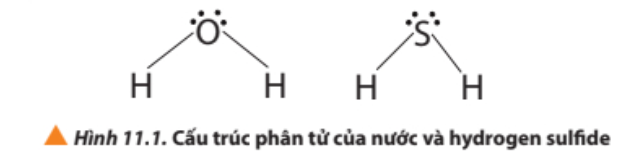 O S
H H H H
Hình 11.1. Cấu trúc phân tử của nước và hydrogen sulfide